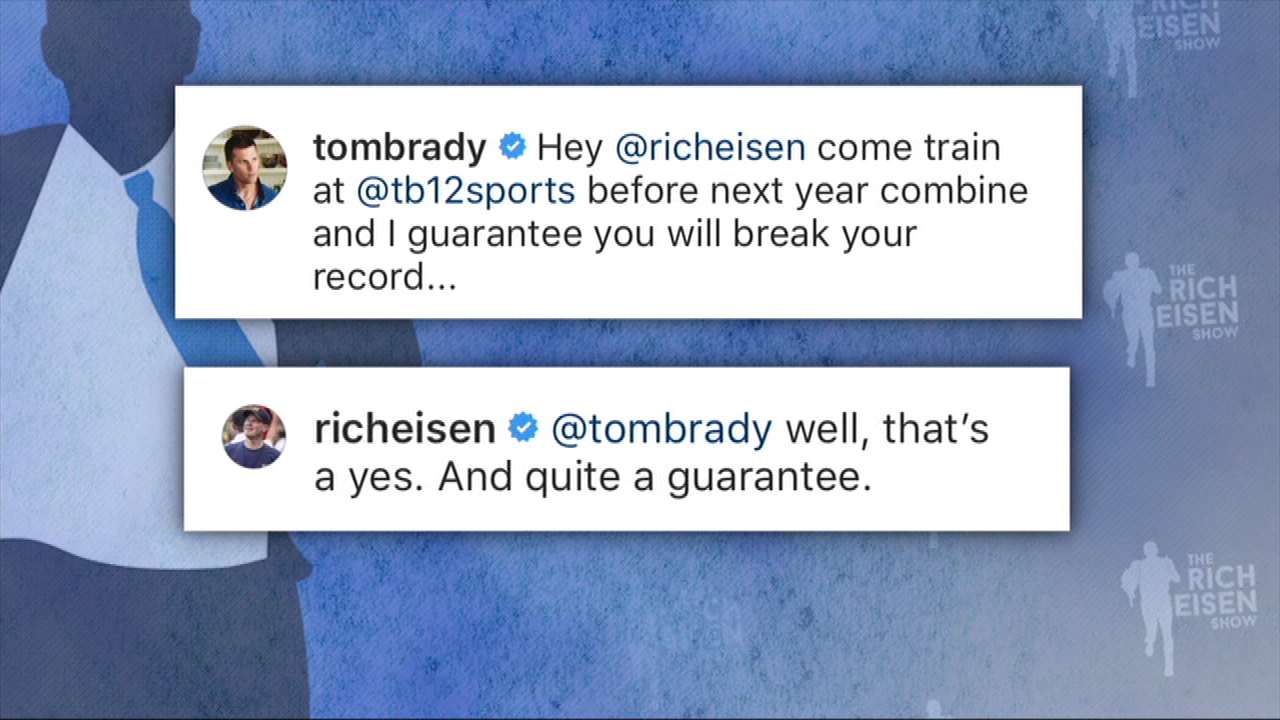 RICH
EISEN
SHOW
tombrady Hey @richeisen come train
at @tb12sports before next year combine
and I guarantee you will break your
record...
THE
RICH
EISEN
SHOW
richeisen @tombrady well, that’s
a yes. And quite a guarantee.
THE
RICH
EISEN
SHOW